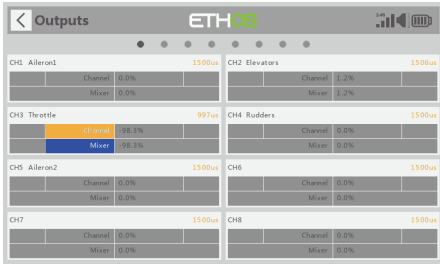 Outputs
ETHOS
2.4G
CH1 Aileron1 1500us
Channel 0.0%
Mixer 0.0%
CH2 Elevators 1506us
Channel 1.2%
Mixer 1.2%
CH3 Throttle 997us
Channel -98.3%
Mixer -98.3%
CH4 Rudders 1500us
Channel 0.0%
Mixer 0.0%
CH5 Aileron2 1500us
Channel 0.0%
Mixer 0.0%
CH6 1500us
Channel 0.0%
Mixer 0.0%
CH7 1500us
Channel 0.0%
Mixer 0.0%
CH8 1500us
Channel 0.0%
Mixer 0.0%